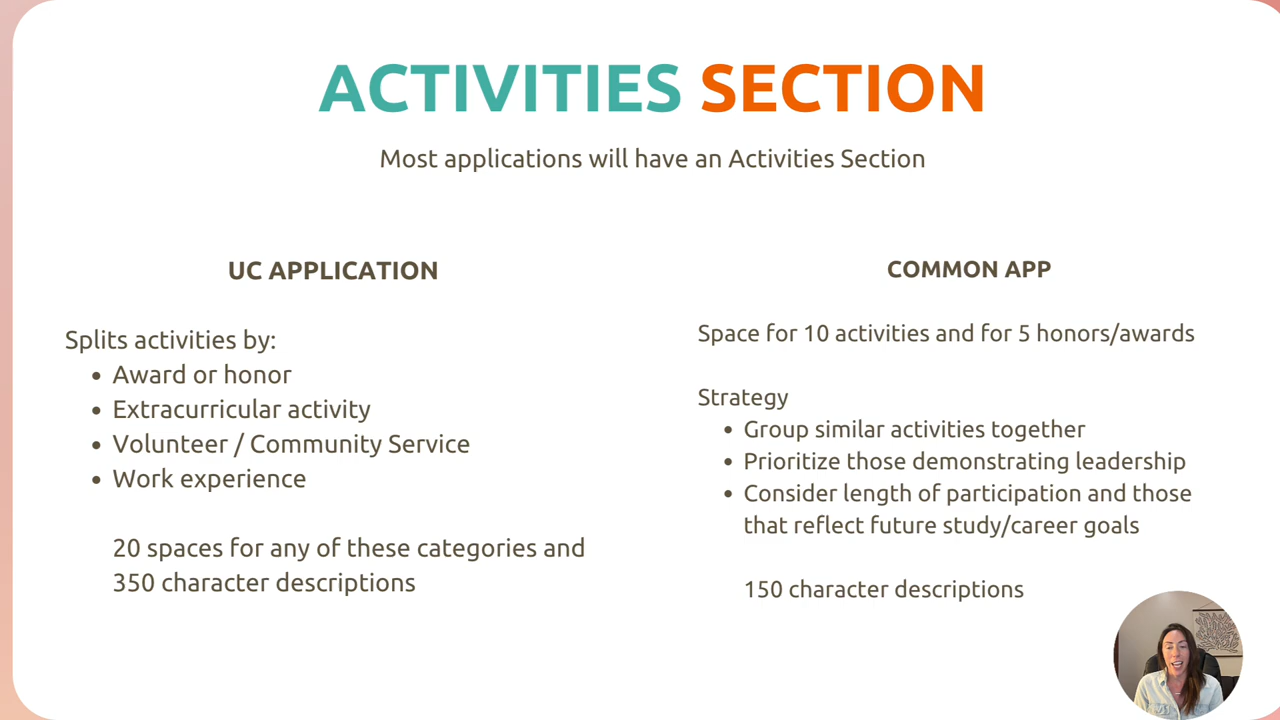 ACTIVITIES SECTION
Most applications will have an Activities Section
UC APPLICATION
Splits activities by:
• Award or honor
• Extracurricular activity
• Volunteer / Community Service
• Work experience
20 spaces for any of these categories and
350 character descriptions
COMMON APP
Space for 10 activities and for 5 honors/awards
Strategy
• Group similar activities together
• Prioritize those demonstrating leadership
• Consider length of participation and those
that reflect future study/career goals
150 character descriptions